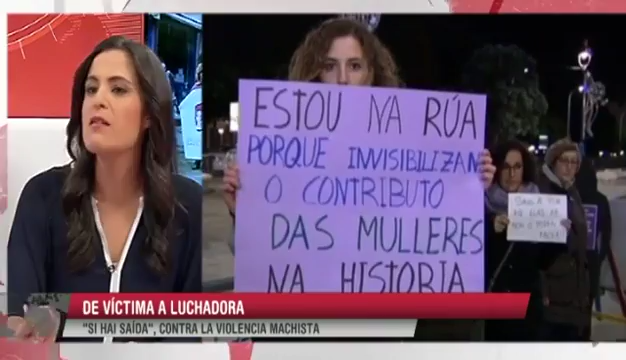 ESTOU NA RÚA
PORQUE INVISIBILIZAN
O CONTRIBUTO
DAS MULLERES
NA HISTORIA
DE VÍCTIMA A LUCHADORA
"SI HAI SAÍDA", CONTRA LA VIOLENCIA MACHISTA